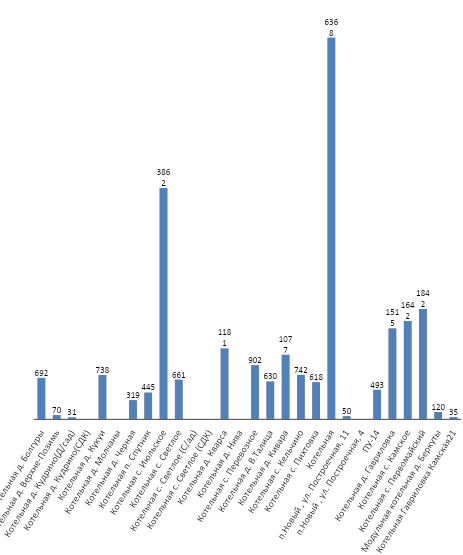 636
8
386
2
184
2
164
2
151
5
118
1
107
7
902
742
738
692
661
630
618
493
445
319
120
70
50
35
31
Котельная д. Болгуры
Котельная д. Верхне-Позимь
Котельная д. Кудрино(Д/сад)
Котельная д. Кудрино(СДК)
Котельная д. Кукуи
Котельная д. Молчаны
Котельная д. Черная
Котельная п. Спутник
Котельная с. Июльское
Котельная с. Светлое
Котельная с. Светлое (С/ад)
Котельная с. Светлое (СДК)
Котельная д. Кварса
Котельная д. Нива
Котельная с. Перевозное
Котельная д. В. Талица
Котельная д. Кивара
Котельная с. Кельчино
Котельная с. Пихтовка
Котельная
п.Новый , ул. Построечная, 11
п.Новый , ул. Построечная, 4
ПУ-14
Котельная д. Гавриловка
Котельная с. Камское
Котельная с. Первомайский
Модульная котельная д. Беркуты
Котельная Гавриловка Камская21